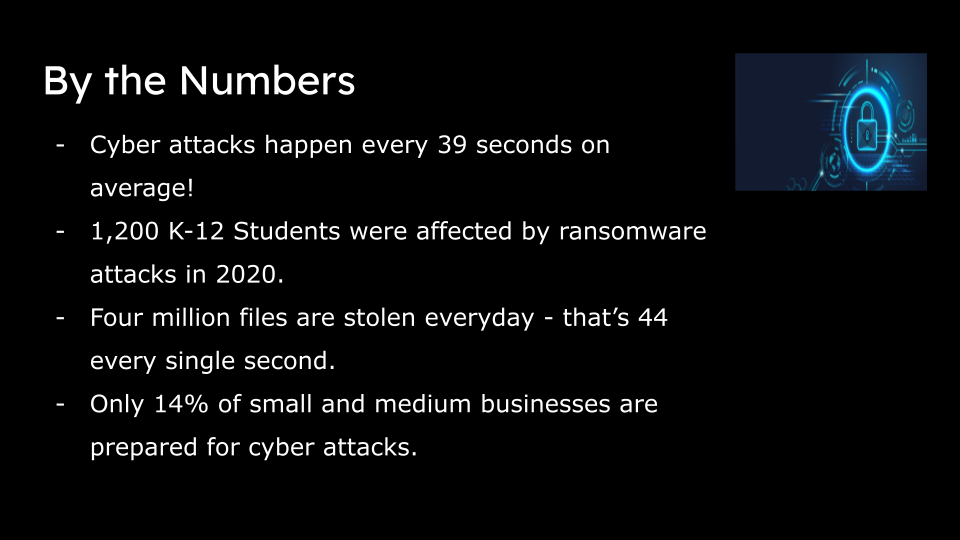 By the Numbers
- Cyber attacks happen every 39 seconds on
average!
- 1,200 K-12 Students were affected by ransomware
attacks in 2020.
- Four million files are stolen everyday - that’s 44
every single second.
- Only 14% of small and medium businesses are
prepared for cyber attacks.